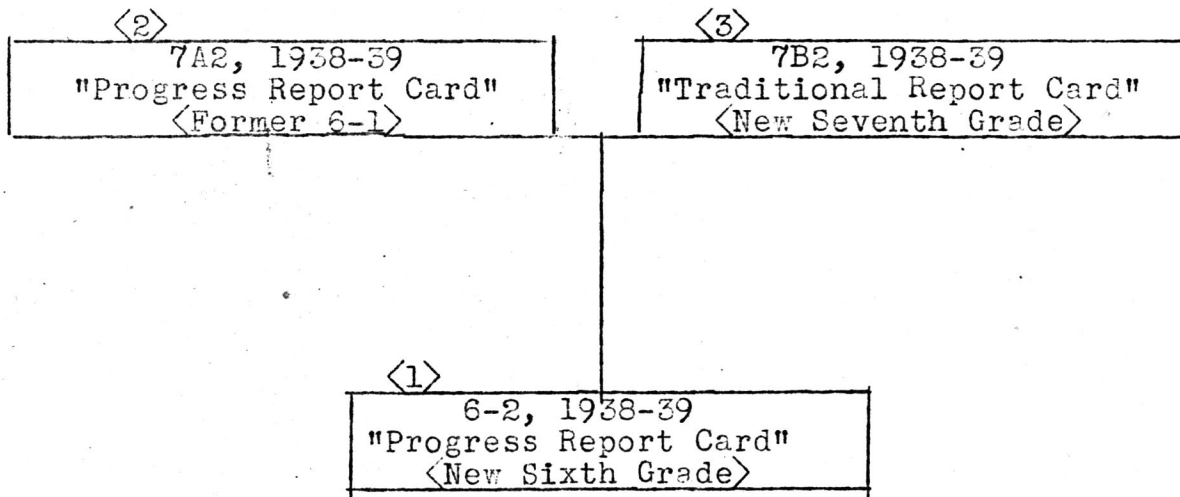 <2>
7A2, 1938-39
"Progress Report Card"
<Former 6-1>
<3>
7B2, 1938-39
"Traditional Report Card"
<New Seventh Grade>
<1>
6-2, 1938-39
"Progress Report Card"
<New Sixth Grade>